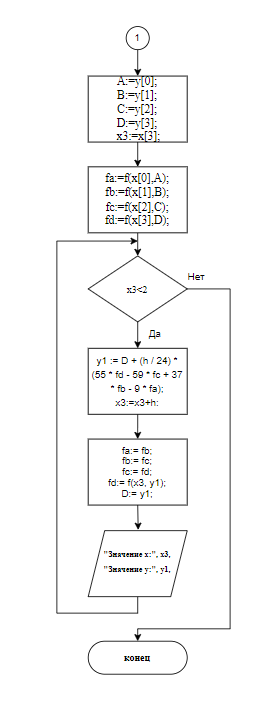 1
A:=y[0];
B:=y[1];
C:=y[2];
D:=y[3];
x3:=x[3];
fa:=f(x[0],A);
fb:=f(x[1],B);
fc:=f(x[2],C);
fd:=f(x[3],D);
Нет
x3<2
Да
y1 := D + (h / 24) *
(55 * fd - 59 * fc + 37
* fb - 9 * fa);
x3:=x3+h:
fa:= fb;
fb:= fc;
fc:= fd;
fd:= f(x3, y1);
D:= y1;
"Значение x:", x3,
"Значение y:", y1,
конец